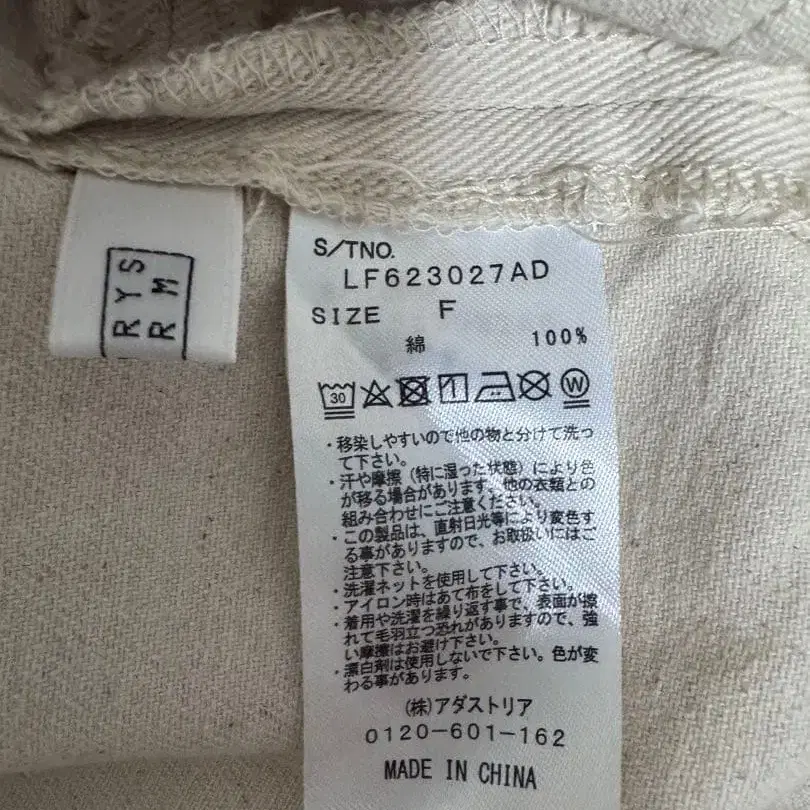 RYS
RM
S/TNO.
LF623027AD
SIZE F
綿 100%
30
W
・移染しやすいので他の物と分けて洗っ
て下さい。
・汗や摩擦（特に湿った状態）により色
が移る場合があります。他の衣類との
組み合わせにご注意ください。
・この製品は、直射日光等により変色す
る事がありますので、お取扱いにはご
注意下さい。
・洗濯ネットを使用して下さい。
・アイロン時はあて布をして下さい。
・着用や洗濯を繰り返す事で、表面が擦
れて毛羽立つ恐れがありますので、強
い摩擦はお避け下さい。
・漂白剤は使用しないで下さい。色が変
わる事があります。
(株)アダストリア
0120-601-162
MADE IN CHINA